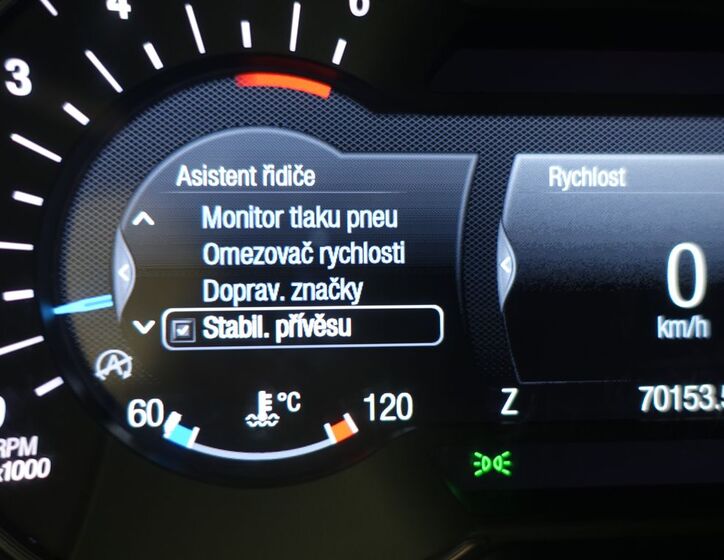 4
6
3
Asistent řidiče
Rychlost
Monitor tlaku pneu
Omezovač rychlosti
Doprav. značky
Stabil. přívěsu
0
km/h
A
60
°C
120
Z
70153.5
RPM
x1000